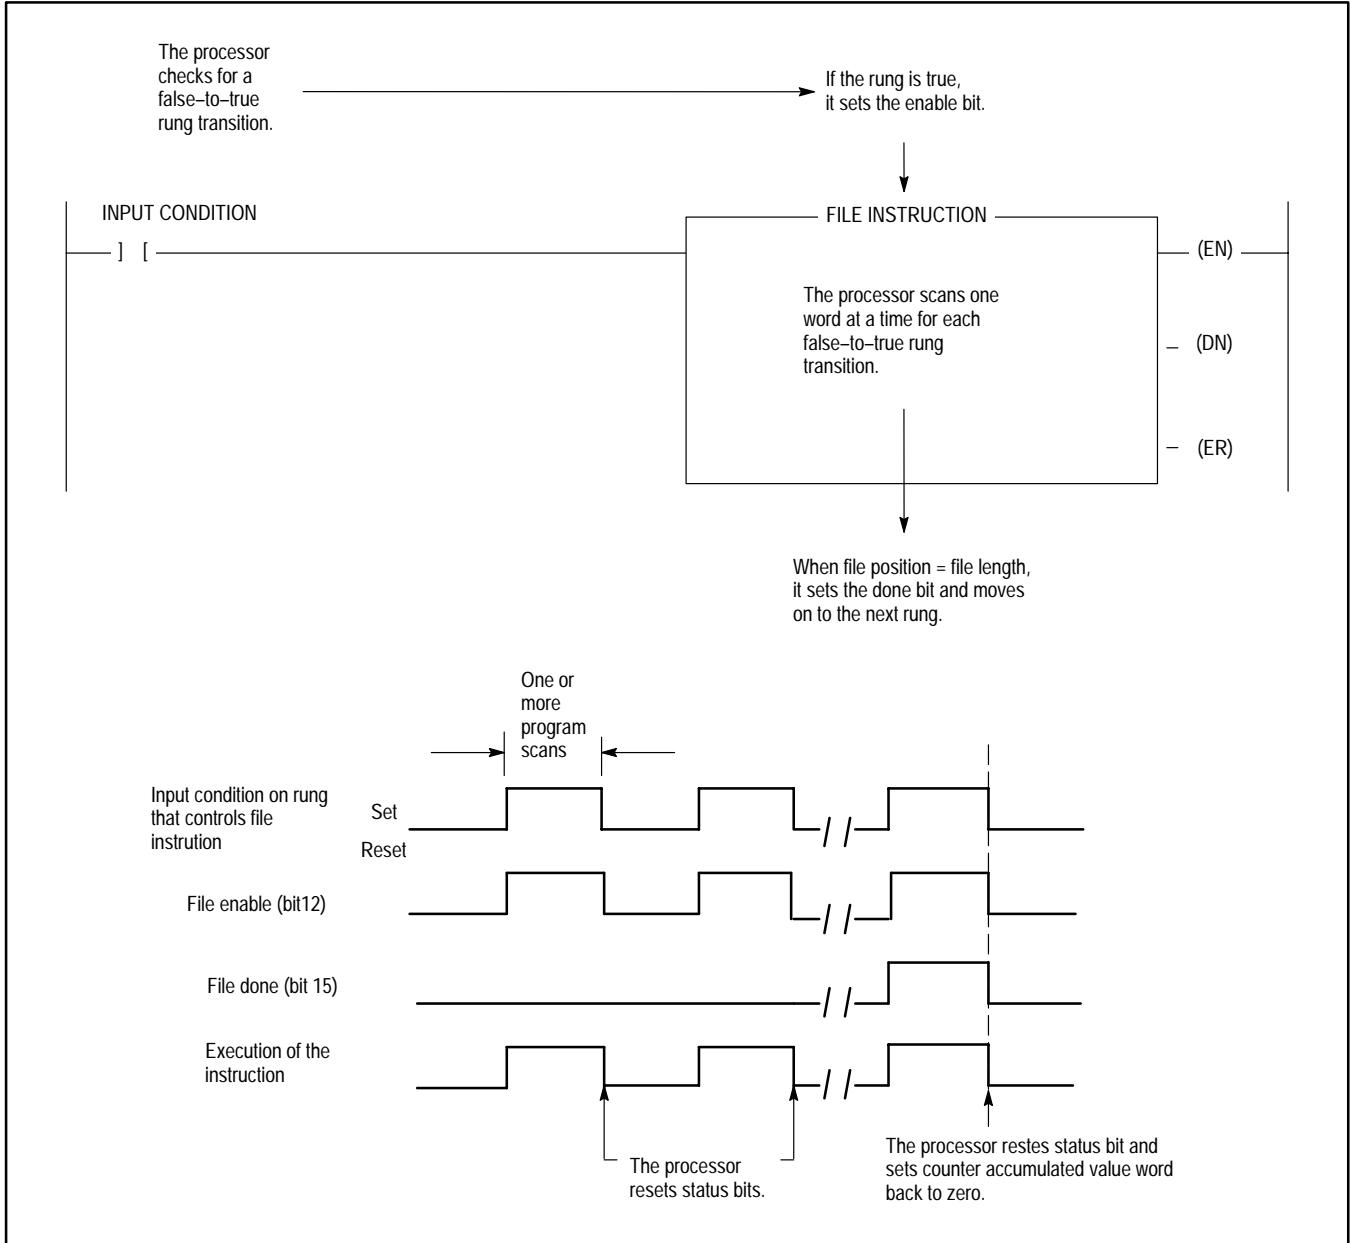 The processor
checks for a
false–to–true
rung transition.
If the rung is true,
it sets the enable bit.
INPUT CONDITION
] [
FILE INSTRUCTION
(EN)
The processor scans one
word at a time for each
false–to–true rung
transition.
(DN)
(ER)
When file position = file length,
it sets the done bit and moves
on to the next rung.
One or
more
program
scans
Input condition on rung
that controls file
instrution
Set
Reset
File enable (bit12)
File done (bit 15)
Execution of the
instruction
The processor
resets status bits.
The processor restes status bit and
sets counter accumulated value word
back to zero.